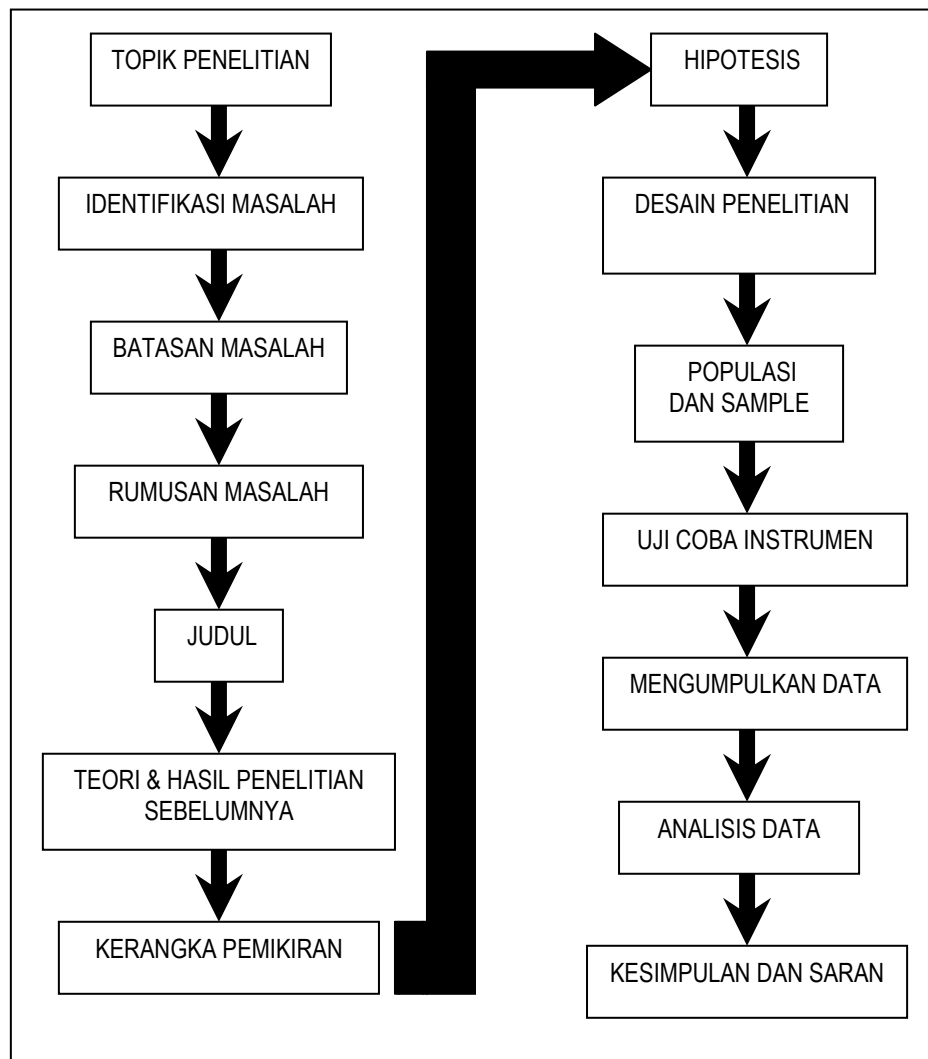 TOPIK PENELITIAN
IDENTIFIKASI MASALAH
BATASAN MASALAH
RUMUSAN MASALAH
JUDUL
TEORI & HASIL PENELITIAN
SEBELUMNYA
KERANGKA PEMIKIRAN
HIPOTESIS
DESAIN PENELITIAN
POPULASI
DAN SAMPLE
UJI COBA INSTRUMEN
MENGUMPULKAN DATA
ANALISIS DATA
KESIMPULAN DAN SARAN